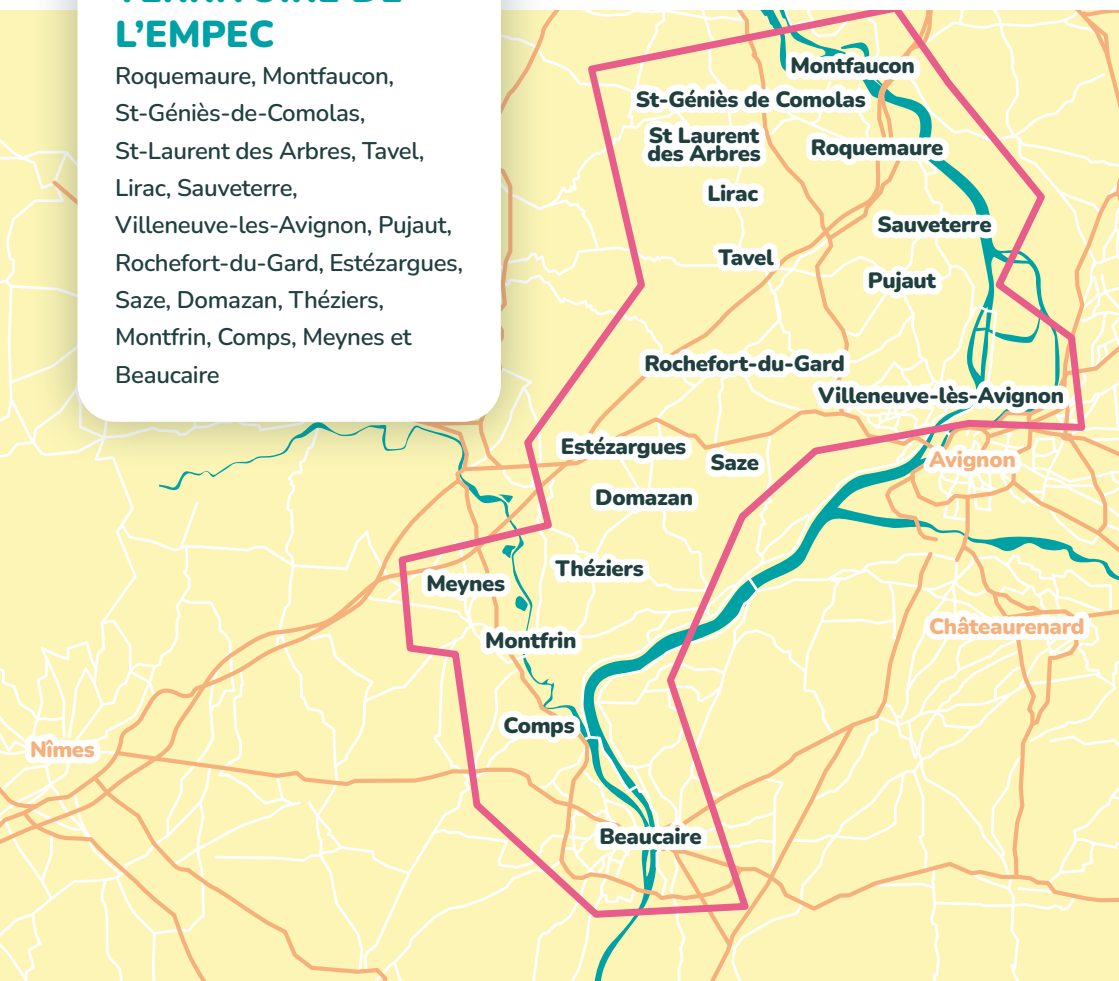 TERRITOIRE DE
L'EMPEC
Roquemaure, Montfaucon,
St-Géniès-de-Comolas,
St-Laurent des Arbres, Tavel,
Lirac, Sauveterre,
Villeneuve-les-Avignon, Pujaut,
Rochefort-du-Gard, Estézargues,
Saze, Domazan, Théziers,
Montfrin, Comps, Meynes et
Beaucaire
Montfaucon
St-Géniès de Comolas
St Laurent
des Arbres
Roquemaure
Lirac
Sauveterre
Tavel
Pujaut
Rochefort-du-Gard
Villeneuve-lès-Avignon
Estézargues
Saze
Avignon
Domazan
Théziers
Meynes
Châteaurenard
Montfrin
Comps
Nîmes
Beaucaire